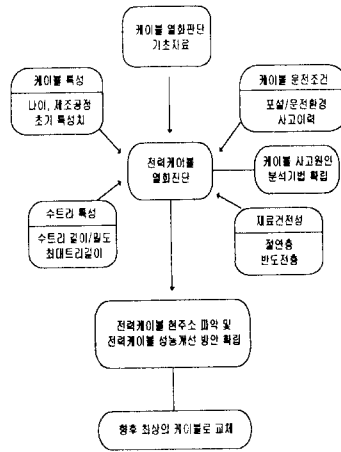 케이블 열화판단
기초자료
케이블 특성
나이, 제조공정
초기 특성치
케이블 운전조건
포설/운전환경
사고이력
전력케이블
열화진단
케이블 사고원인
분석기법 확립
수트리 특성
수트리 길이/밀도
최대트리길이
재료건전성
절연층
반도전층
전력케이블 현주소 파악 및
전력케이블 성능개선 방안 확립
향후 최상의 케이블로 교체